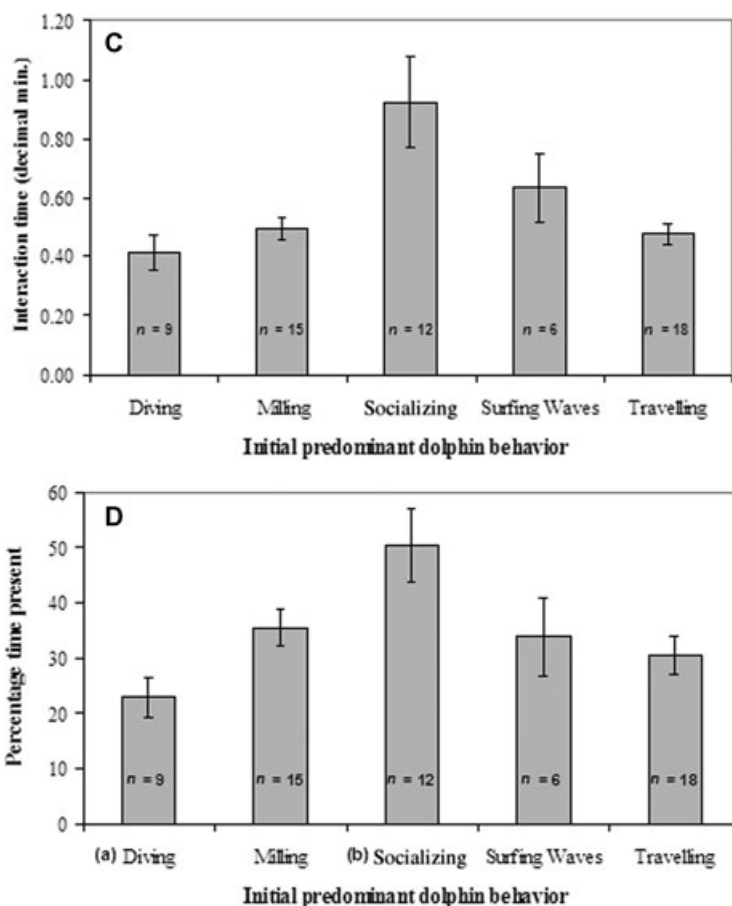 C
Interaction time (decimal min.)
1.20
1.00
0.80
0.60
0.40
0.20
0.00
n = 9
n = 15
n = 12
n = 6
n = 18
Diving
Milling
Socializing
Surfing Waves
Travelling
Initial predominant dolphin behavior
D
Percentage time present
60
50
40
30
20
10
0
n = 9
n = 15
n = 12
n = 6
n = 18
(a) Diving
Milling
(b) Socializing
Surfing Waves
Travelling
Initial predominant dolphin behavior